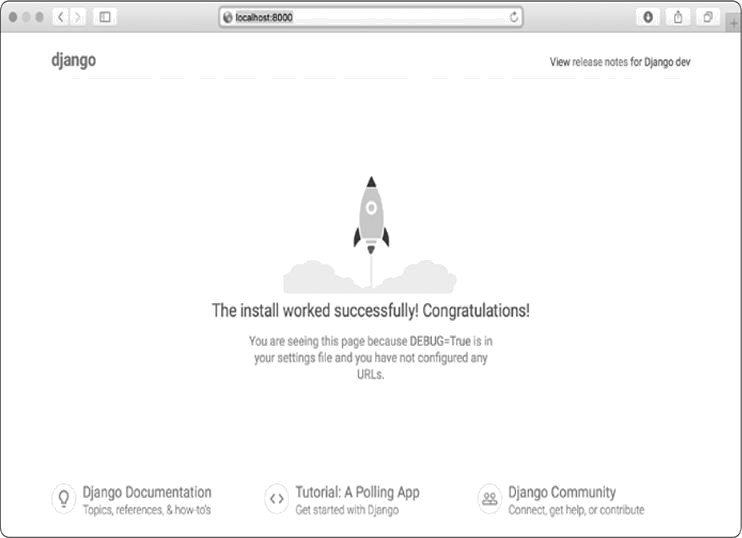 localhost:8000
django
View release notes for Django dev
The install worked successfully! Congratulations!
You are seeing this page because DEBUG=True is in
your settings file and you have not configured any
URLs.
Django Documentation
Topics, references, & how-to's
Tutorial: A Polling App
Get started with Django
Django Community
Connect, get help, or contribute